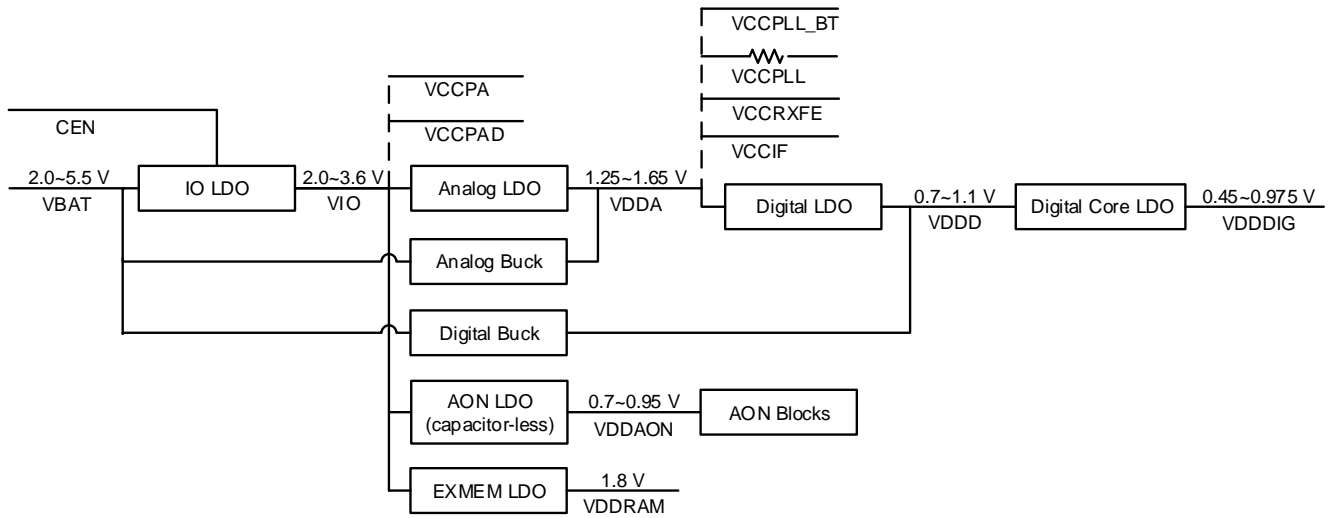 VCCPLL_BT
VCCPLL
VCCPA
VCCRXFE
CEN
VCCPAD
VCCIF
2.0~5.5 V
VBAT
IO LDO
2.0~3.6 V
VIO
Analog LDO
1.25~1.65 V
VDDA
Digital LDO
0.7~1.1 V
VDDD
Digital Core LDO
0.45~0.975 V
VDDDIG
Analog Buck
Digital Buck
AON LDO
(capacitor-less)
0.7~0.95 V
VDDAON
AON Blocks
EXMEM LDO
1.8 V
VDDRAM